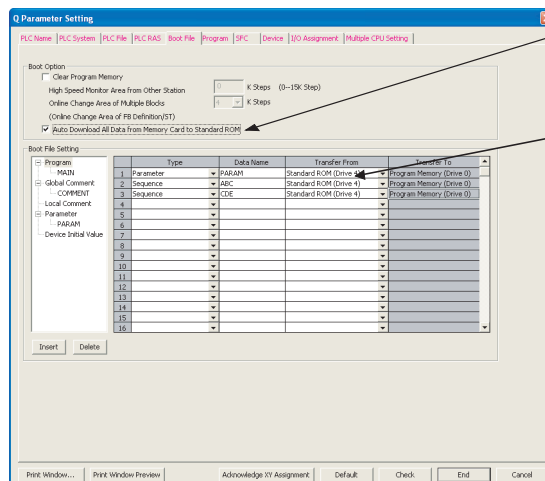 Q Parameter Setting
PLC Name PLC System PLC File PLC RAS Boot File Program SFC Device I/O Assignment Multiple CPU Setting
Boot Option
Clear Program Memory
High Speed Monitor Area from Other Station 0 K Steps (0--15K Step)
Online Change Area of Multiple Blocks 4 K Steps
(Online Change Area of FB Definition/ST)
Auto Download All Data from Memory Card to Standard ROM
Boot File Setting
Program
MAIN
Global Comment
COMMENT
Local Comment
Parameter
PARAM
Device Initial Value
Type Data Name Transfer From Transfer To
1 Parameter PARAM Standard ROM (Drive 4) Program Memory (Drive 0)
2 Sequence ABC Standard ROM (Drive 4) Program Memory (Drive 0)
3 Sequence CDE Standard ROM (Drive 4) Program Memory (Drive 0)
4
5
6
7
8
9
10
11
12
13
14
15
16
Insert Delete
Print Window... Print Window Preview Acknowledge XY Assignment Default Check End Cancel